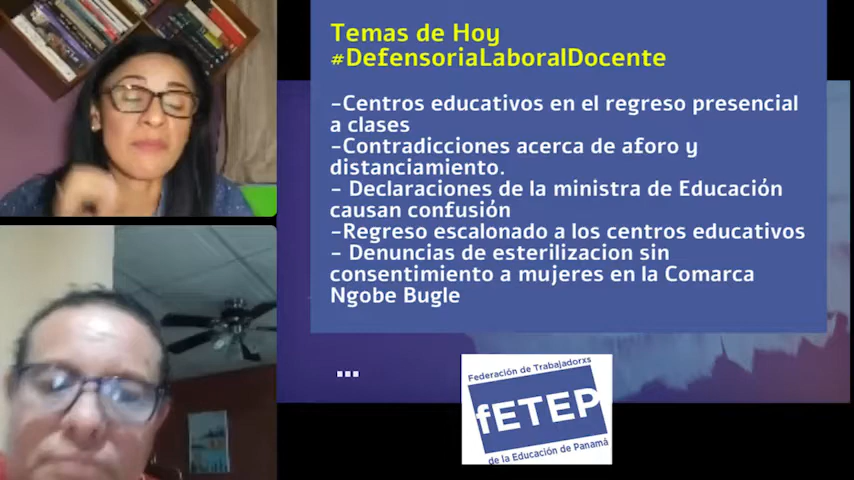 Temas de Hoy
#DefensoriaLaboralDocente
-Centros educativos en el regreso presencial
a clases
-Contradicciones acerca de aforo y
distanciamiento.
- Declaraciones de la ministra de Educación
causan confusión
-Regreso escalonado a los centros educativos
- Denuncias de esterilizacion sin
consentimiento a mujeres en la Comarca
Ngobe Bugle
...
Federación de Trabajadorxs
fETEP
de la Educación de Panamá